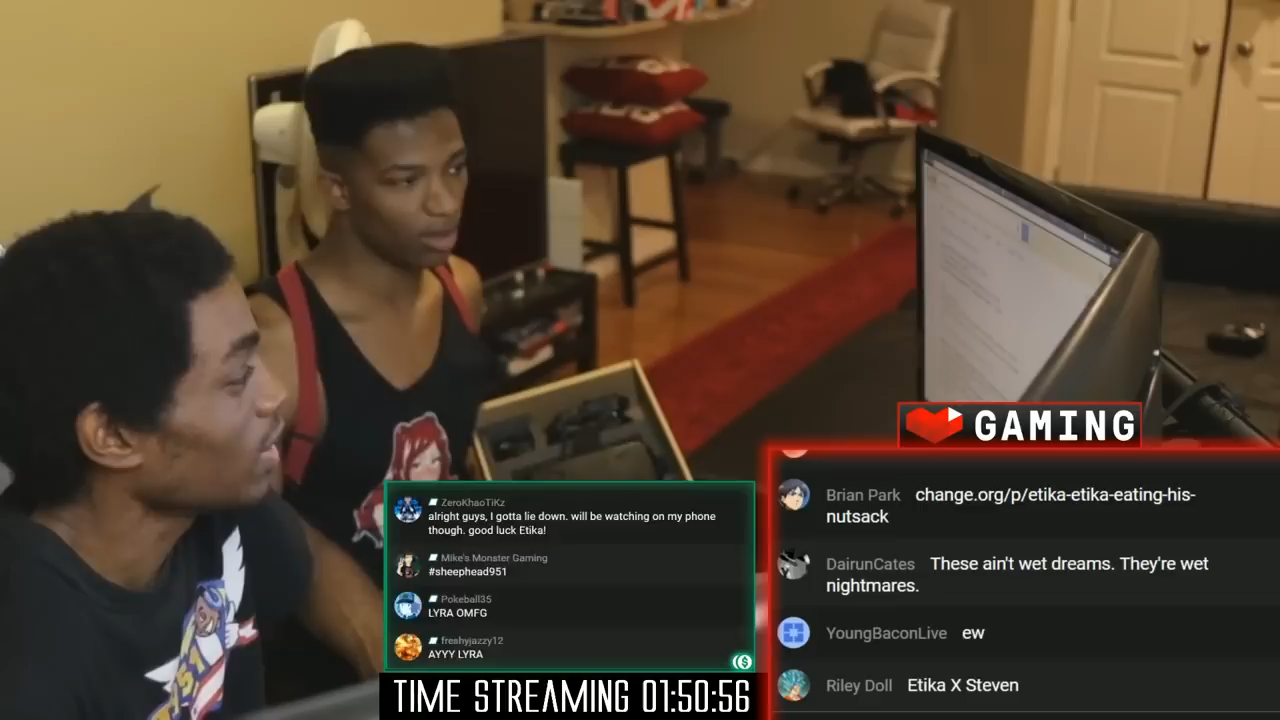 GAMING
Brian Park change.org/p/etika-etika-eating-his-
nutsack
DairunCates These ain't wet dreams. They're wet
nightmares.
YoungBaconLive ew
Riley Doll Etika X Steven
ZeroKhaoTiKz
alright guys, I gotta lie down. will be watching on my phone
though. good luck Etika!
Mike's Monster Gaming
#sheephead951
Pokeball35
LYRA OMFG
freshyjazzy12
AYYY LYRA
TIME STREAMING 01:50:56